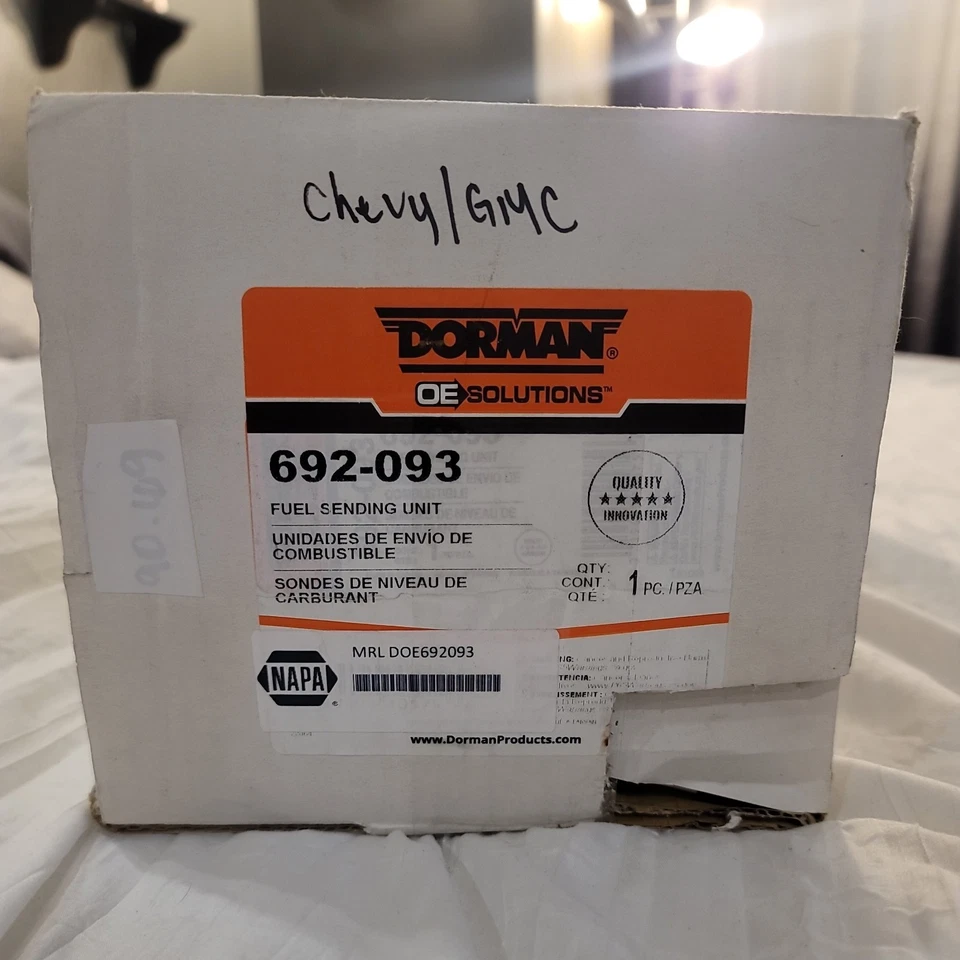 Chevy/GMC
DORMAN®
OE SOLUTIONS™
692-093
FUEL SENDING UNIT
UNIDADES DE ENVÍO DE
COMBUSTIBLE
SONDES DE NIVEAU DE
CARBURANT
QUALITY
INNOVATION
QTY:
CONT.
QTÉ:
1 PC. / PZA
NAPA®
MRL DOE692093
www.DormanProducts.com